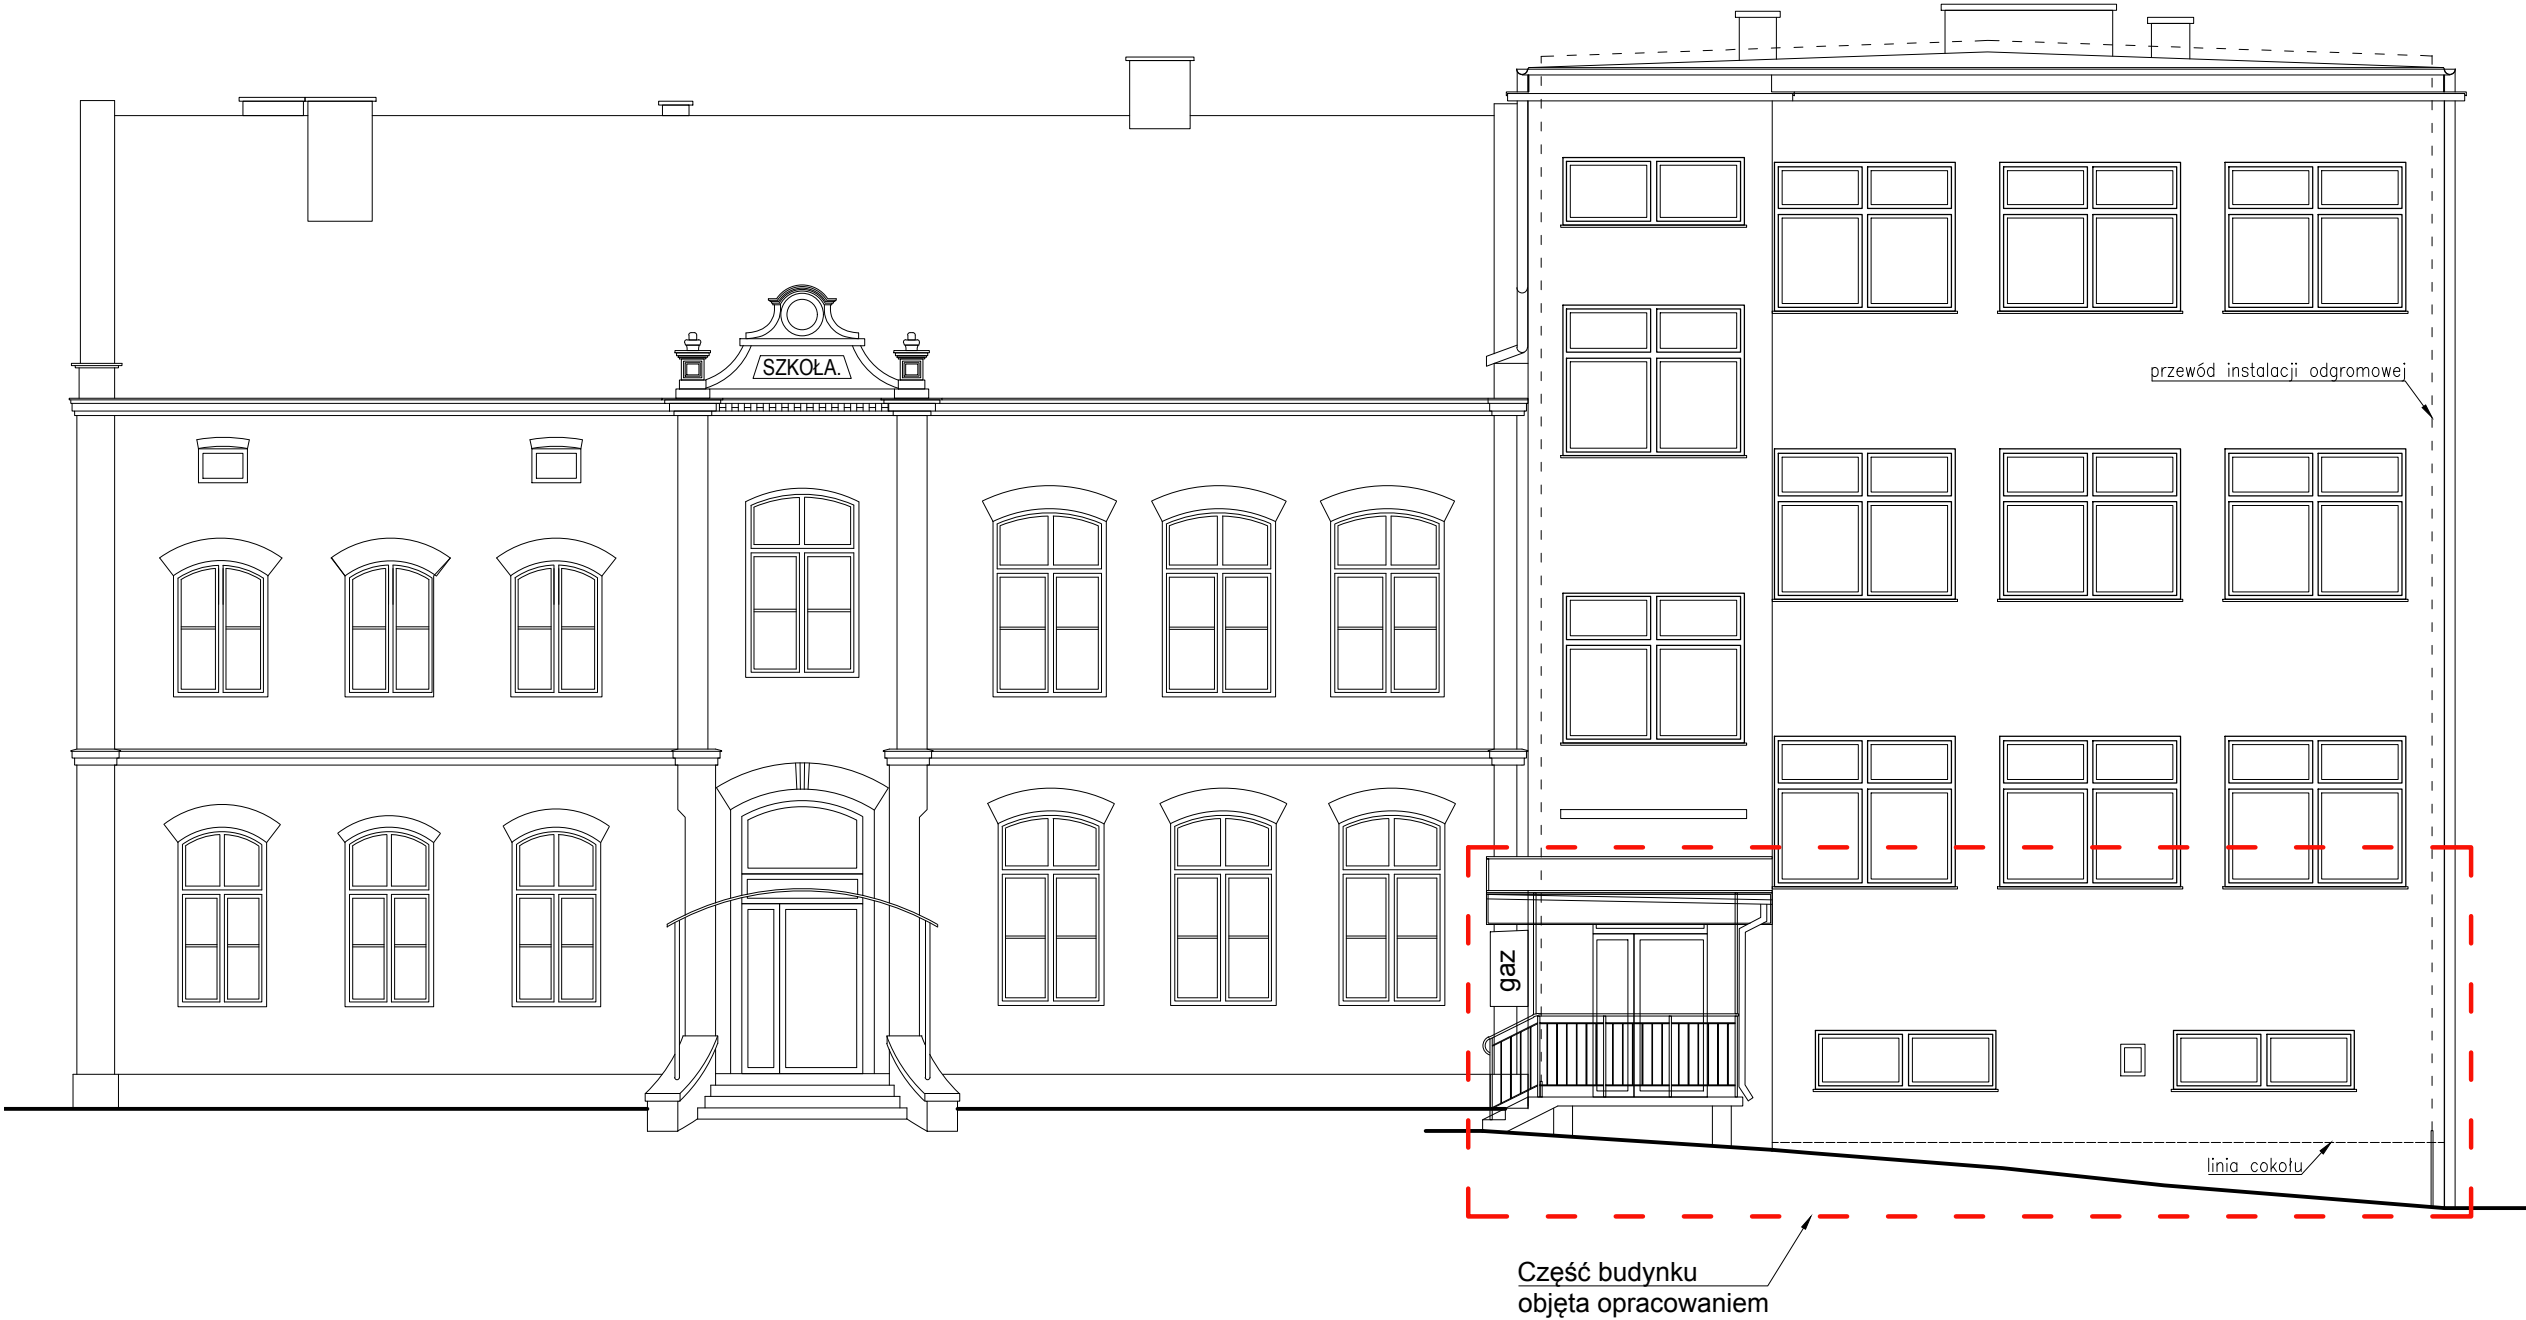 SZKOŁA.
przewód instalacji odgromowej
gaz
linia cokołu
Część budynku
objęta opracowaniem